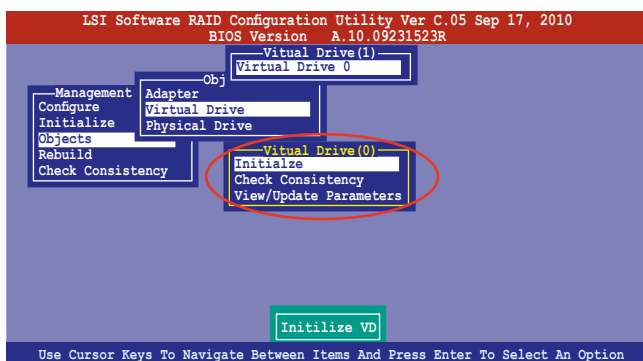 LSI Software RAID Configuration Utility Ver C.05 Sep 17, 2010
BIOS Version A.10.09231523R
Vitual Drive(1)
Virtual Drive 0
Obj
Adapter
Virtual Drive
Physical Drive
Management
Configure
Initialize
Objects
Rebuild
Check Consistency
Vitual Drive(0)
Initialze
Check Consistency
View/Update Parameters
Initilize VD
Use Cursor Keys To Navigate Between Items And Press Enter To Select An Option